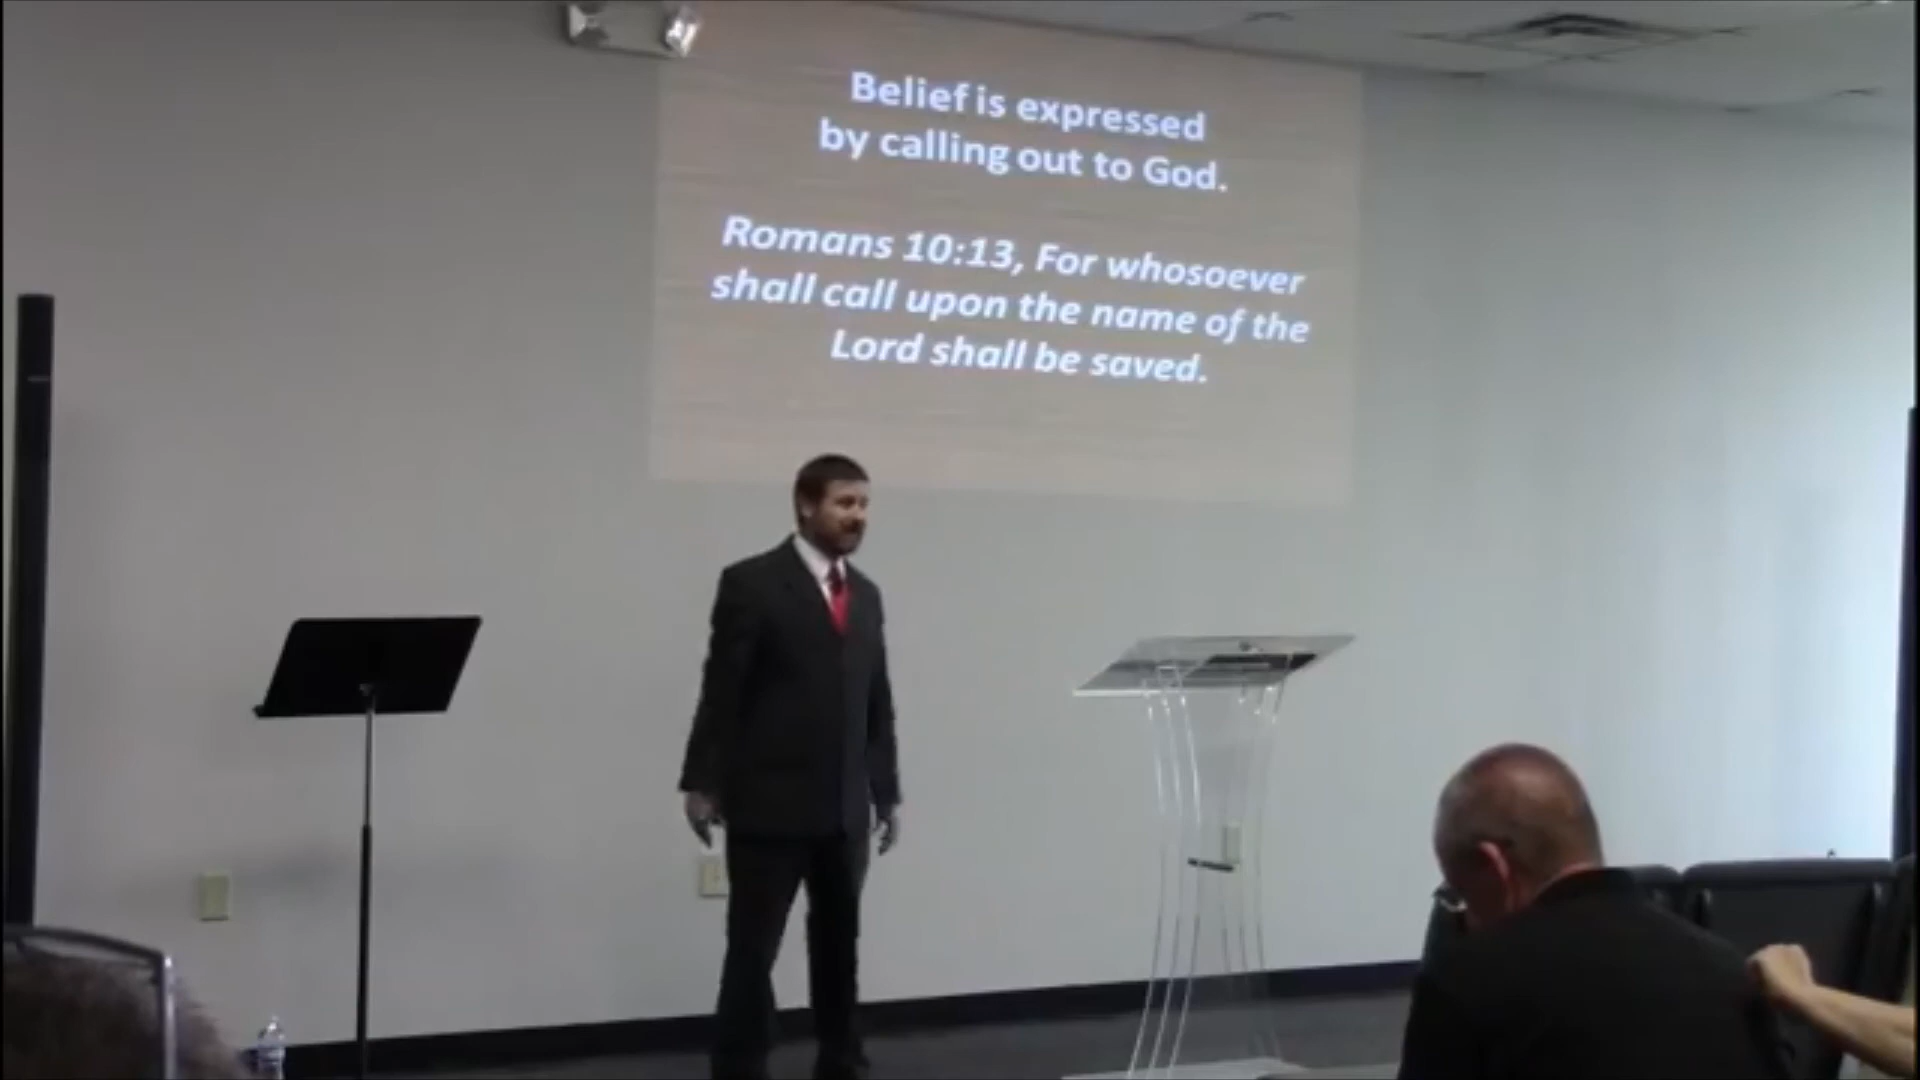 Belief is expressed
by calling out to God.
Romans 10:13, For whosoever
shall call upon the name of the
Lord shall be saved.